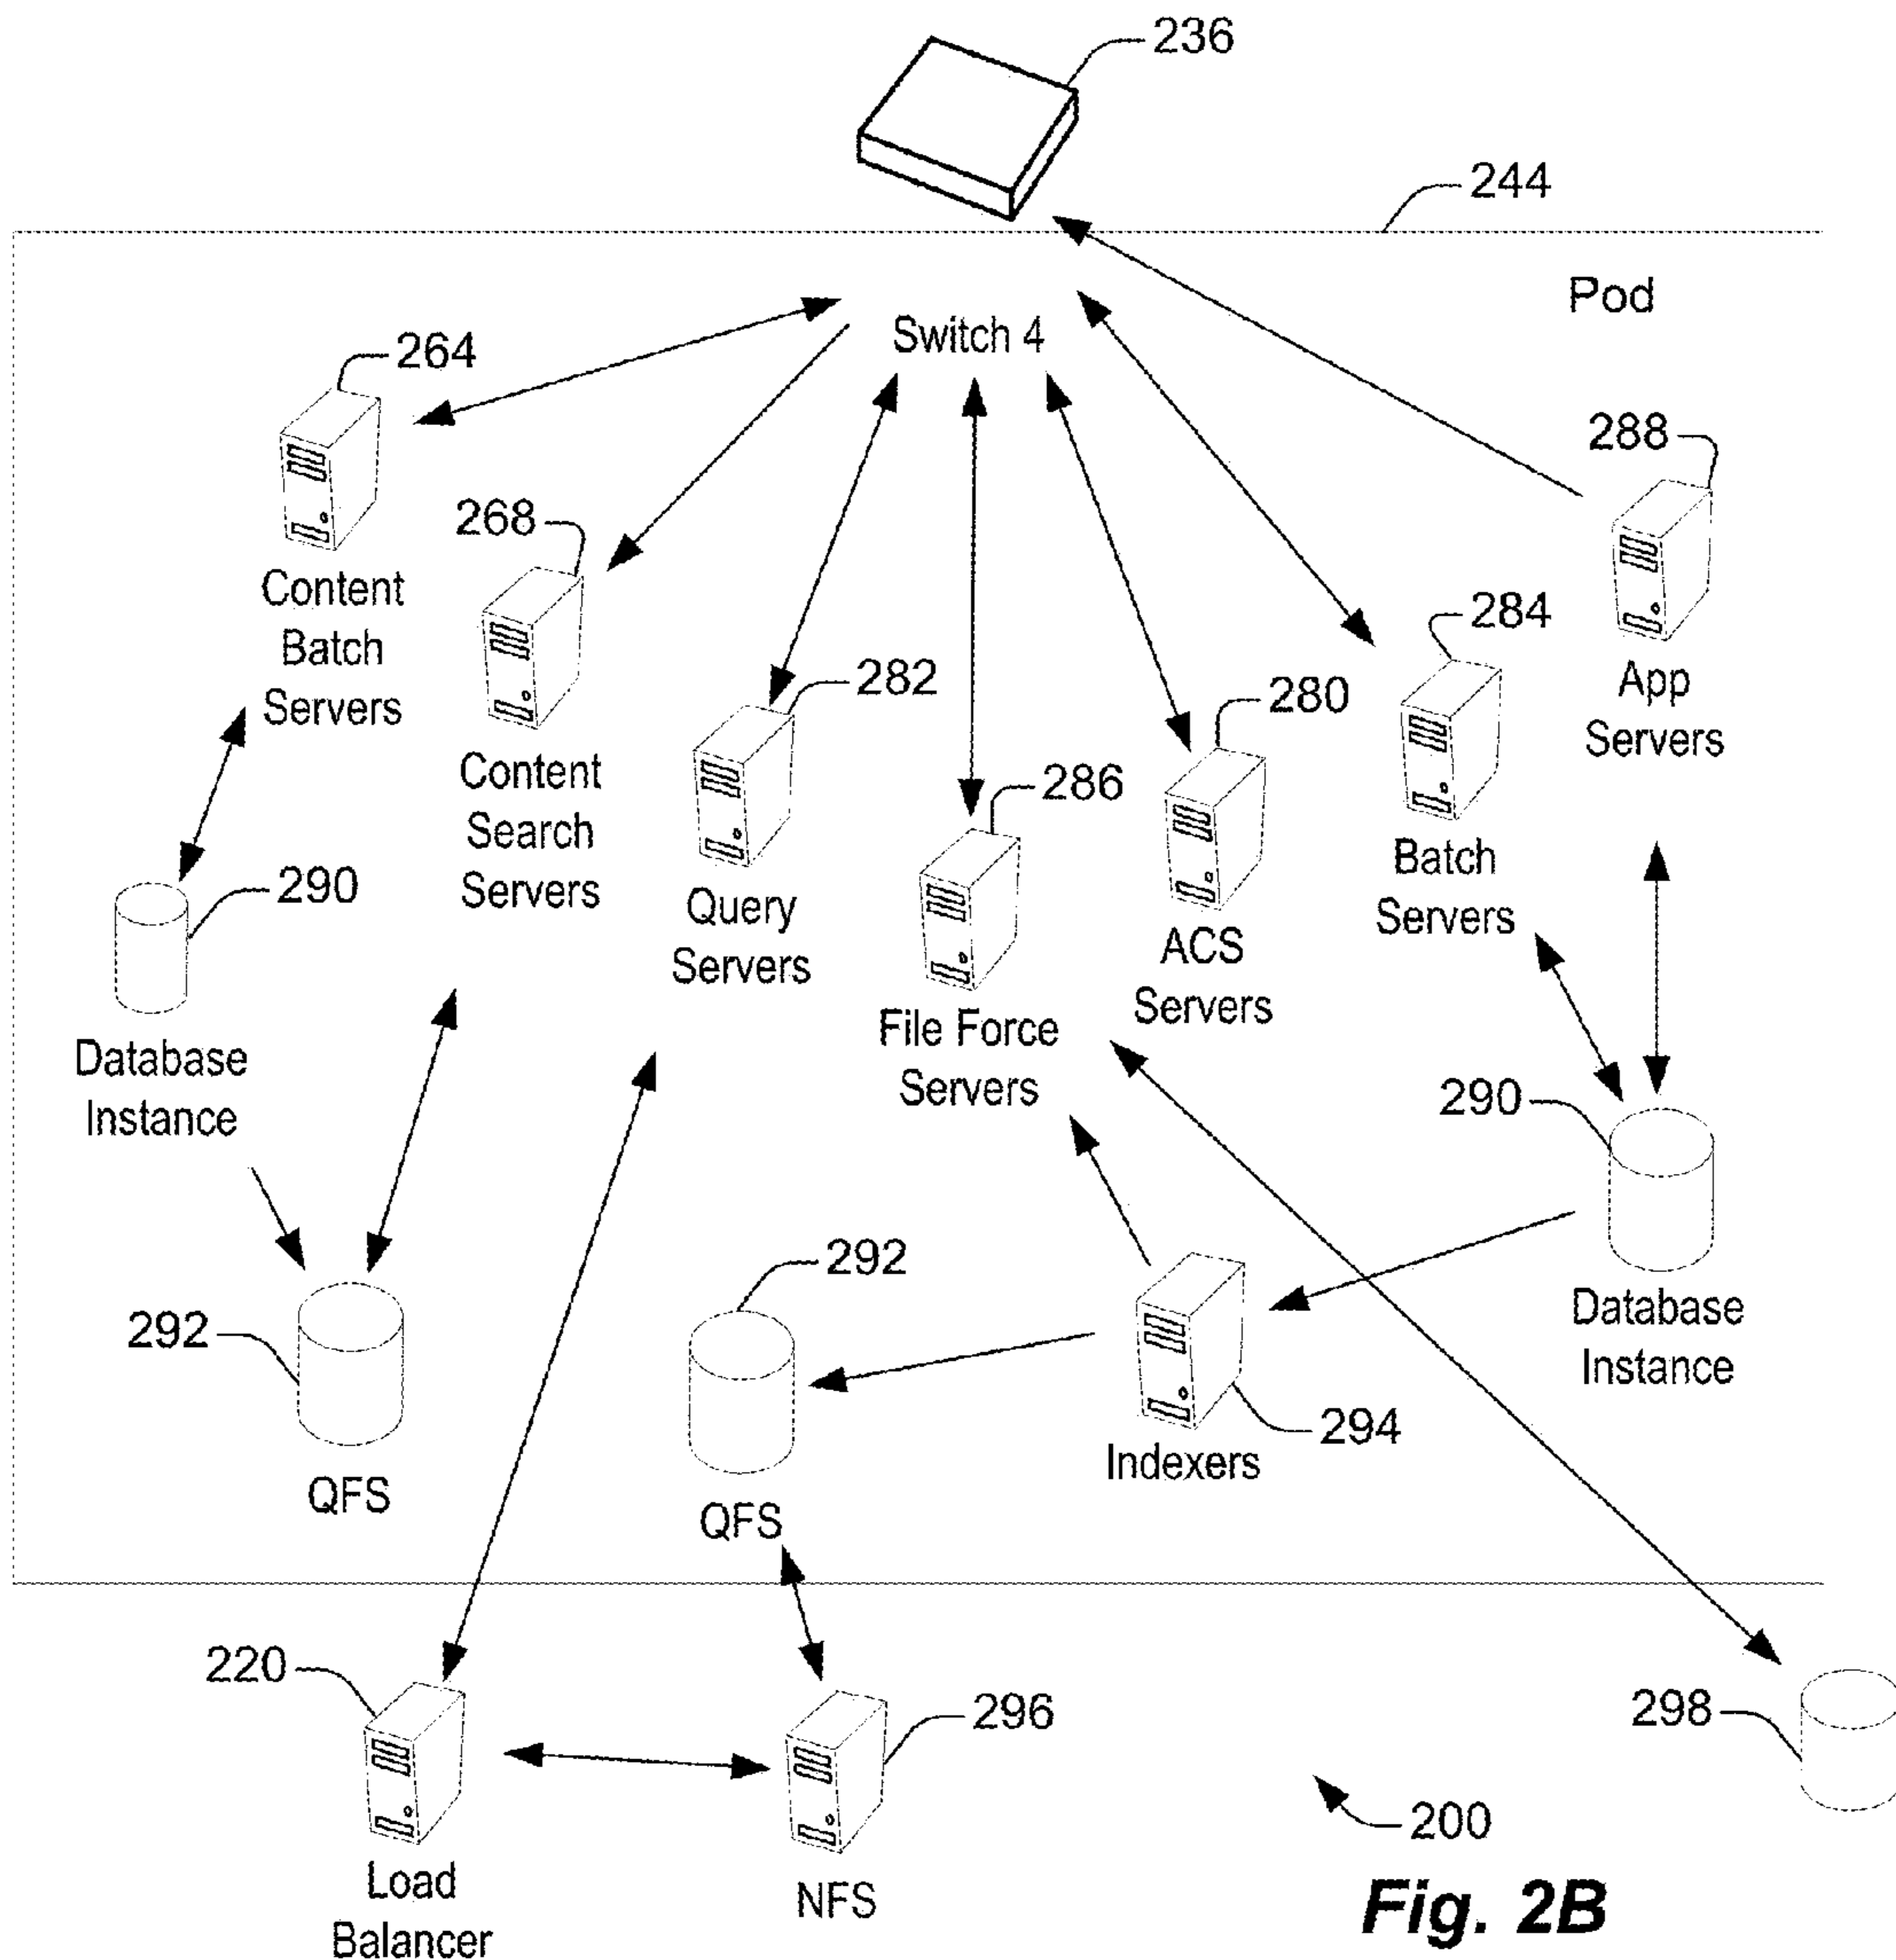 236
244
Pod
Switch 4
264
288
268
Content
Batch
Servers
284
282
280
App
Servers
Content
Search
Servers
286
Batch
Servers
290
Query
Servers
ACS
Servers
File Force
Servers
Database
Instance
290
292
292
Database
Instance
294
Indexers
QFS
QFS
220
296
298
200
Load
Balancer
NFS
Fig. 2B